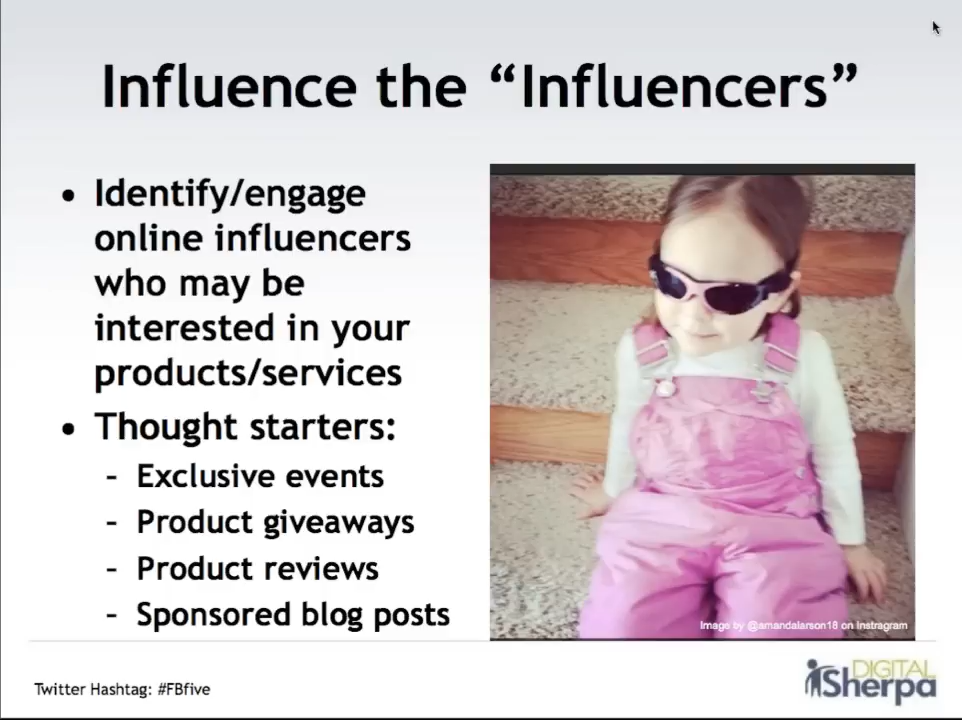 Influence the “Influencers”
• Identify/engage
online influencers
who may be
interested in your
products/services
• Thought starters:
– Exclusive events
– Product giveaways
– Product reviews
– Sponsored blog posts
Image by @amandalarson18 on Instragram
Twitter Hashtag: #FBfive
DIGITAL
Sherpa